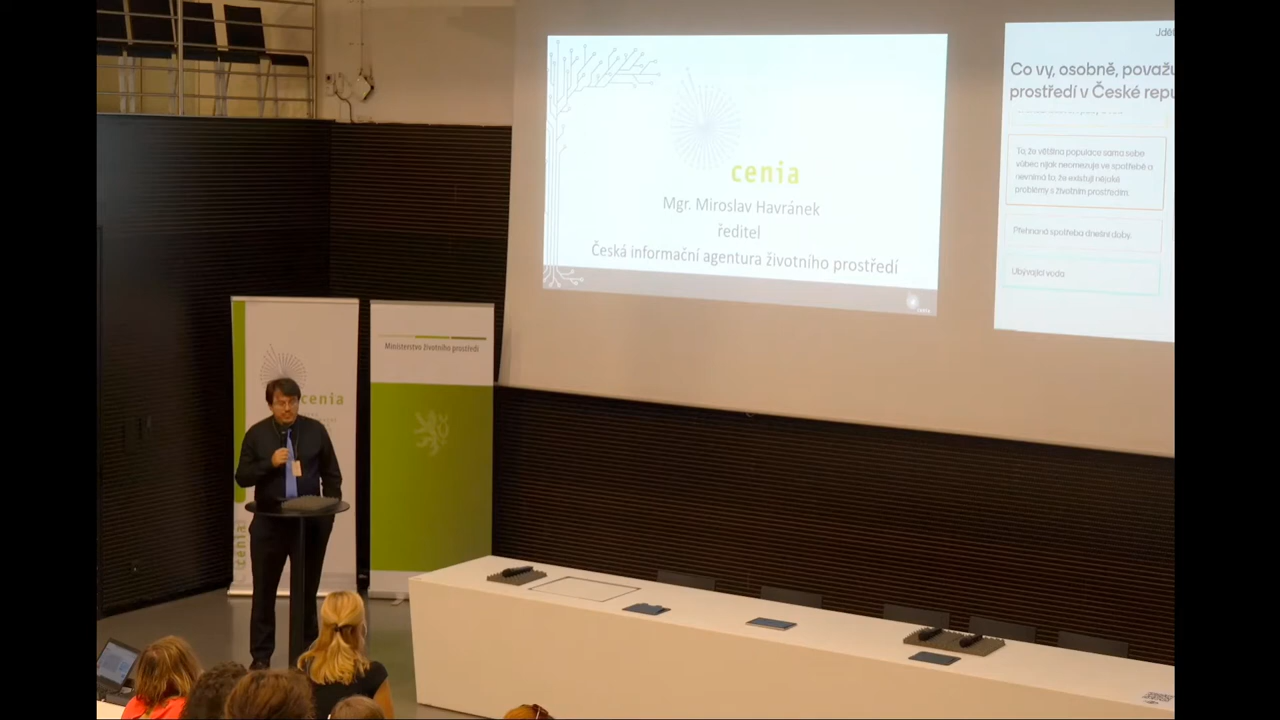 cenia
Mgr. Miroslav Havránek
ředitel
Česká informační agentura životního prostředí
Co vy, osobně, považu
prostředí v České repu
To, že většina populace sama sebe
vůbec nijak neomezuje ve spotřebě a
nevnímá to, že existují nějaké
problémy s životním prostředím.
Přehnaná spotřeba dnešní doby.
Ubývající voda
cenia
Ministerstvo životního prostředí
cenia